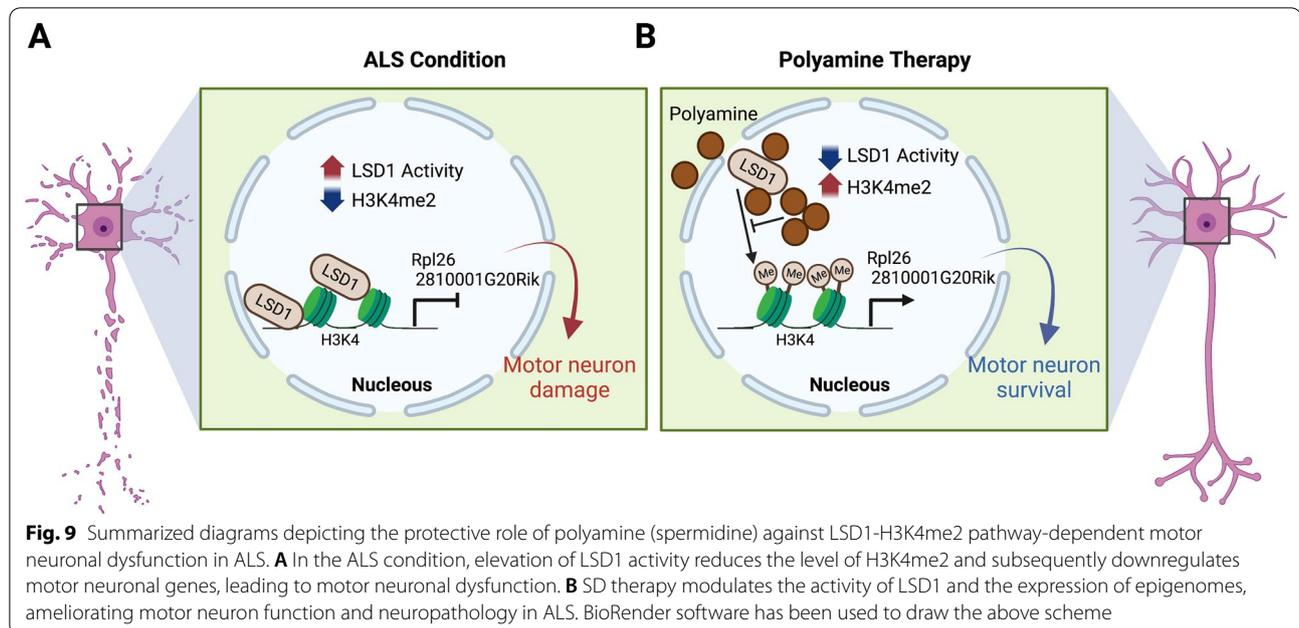 A
ALS Condition
LSD1 Activity
H3K4me2
LSD1
LSD1
H3K4
Rpl26
2810001G20Rik
Nucleous
Motor neuron
damage
B
Polyamine Therapy
Polyamine
LSD1
LSD1 Activity
H3K4me2
Me
Me
Me
Me
H3K4
Rpl26
2810001G20Rik
Nucleous
Motor neuron
survival
Fig. 9 Summarized diagrams depicting the protective role of polyamine (spermidine) against LSD1-H3K4me2 pathway-dependent motor
neuronal dysfunction in ALS. A In the ALS condition, elevation of LSD1 activity reduces the level of H3K4me2 and subsequently downregulates
motor neuronal genes, leading to motor neuronal dysfunction. B SD therapy modulates the activity of LSD1 and the expression of epigenomes,
ameliorating motor neuron function and neuropathology in ALS. BioRender software has been used to draw the above scheme